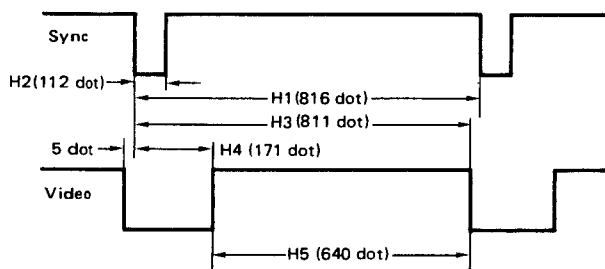 Sync
H2(112 dot)
H1(816 dot)
H3(811 dot)
5 dot
H4 (171 dot)
Video
H5 (640 dot)